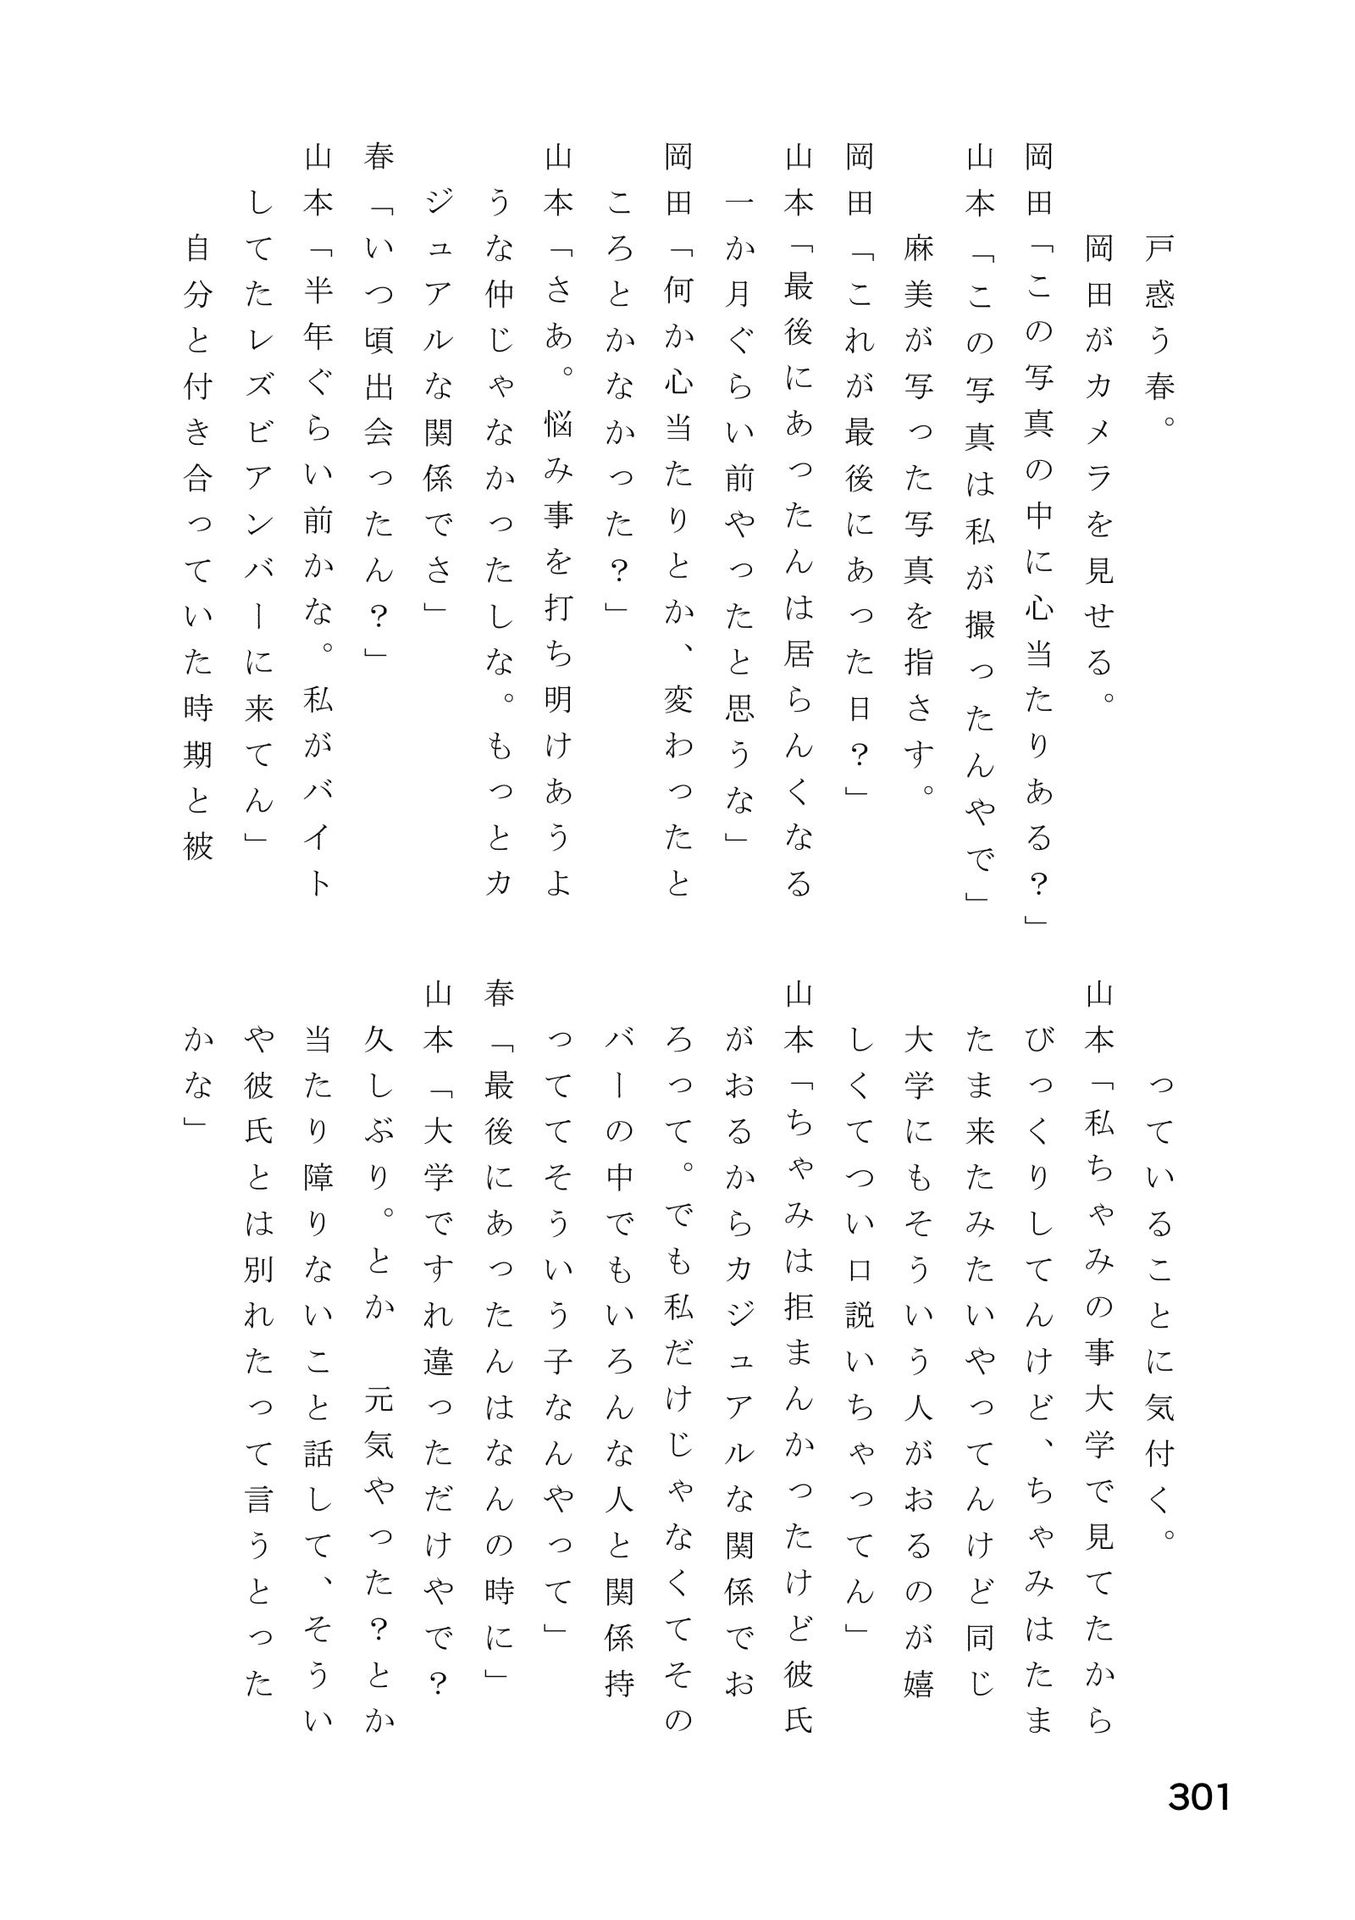 戸惑う春。
岡田がカメラを見せる。
岡田「この写真の中に心当たりある？」
山本「この写真は私が撮ったんやで」
麻美が写った写真を指さす。
岡田「これが最後にあった日？」
山本「最後にあったんは居らんくなる
一か月ぐらい前やったと思うな」
岡田「何か心当たりとか、変わったと
ころとかなかった？」
山本「さあ。悩み事を打ち明けあうよ
うな仲じゃなかったしな。もっとカ
ジュアルな関係でさ」
春「いつ頃出会ったん？」
山本「半年ぐらい前かな。私がバイト
してたレズビアンバーに来てん」
自分と付き合っていた時期と被
っていることに気付く。
山本「私ちゃみの事大学で見てたから
びっくりしてんけど、ちゃみはたま
たま来たみたいやってんけど同じ
大学にもそういう人がおるのが嬉
しくてつい口説いちゃってん」
山本「ちゃみは拒まんかったけど彼氏
がおるからカジュアルな関係でお
ろって。でも私だけじゃなくてその
バーの中でもいろんな人と関係持
っててそういう子なんやって」
春「最後にあったんはなんの時に」
山本「大学ですれ違っただけやで？
久しぶり。とか　元気やった？とか
当たり障りないこと話して、そうい
や彼氏とは別れたって言うとった
かな」
301